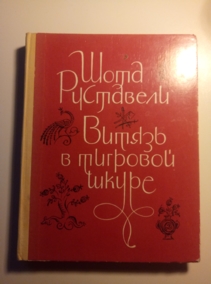 Шота
Руставели
Витязь
в тигровой
шкуре